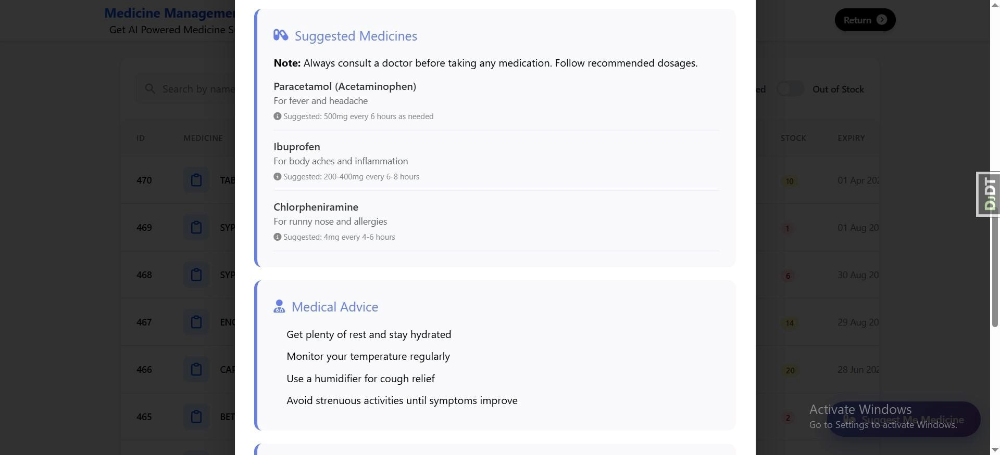 Medicine Management
Get AI Powered Medicine S
Return
Search by name
Out of Stock
ID
MEDICINE
STOCK
EXPIRY
470
TAB
10
01 Apr 202
469
SYP
1
01 Aug 20
468
SYP
6
30 Aug 20
467
14
29 Aug 20
466
CAP
20
28 Jun 202
465
BET
2
Suggested Medicines
Note: Always consult a doctor before taking any medication. Follow recommended dosages.
Paracetamol (Acetaminophen)
For fever and headache
Suggested: 500mg every 6 hours as needed
Ibuprofen
For body aches and inflammation
Suggested: 200-400mg every 6-8 hours
Chlorpheniramine
For runny nose and allergies
Suggested: 4mg every 4-6 hours
Medical Advice
Get plenty of rest and stay hydrated
Monitor your temperature regularly
Use a humidifier for cough relief
Avoid strenuous activities until symptoms improve
DJDT
Activate Windows
Suggest Me Medicine
Go to Settings to activate Windows.